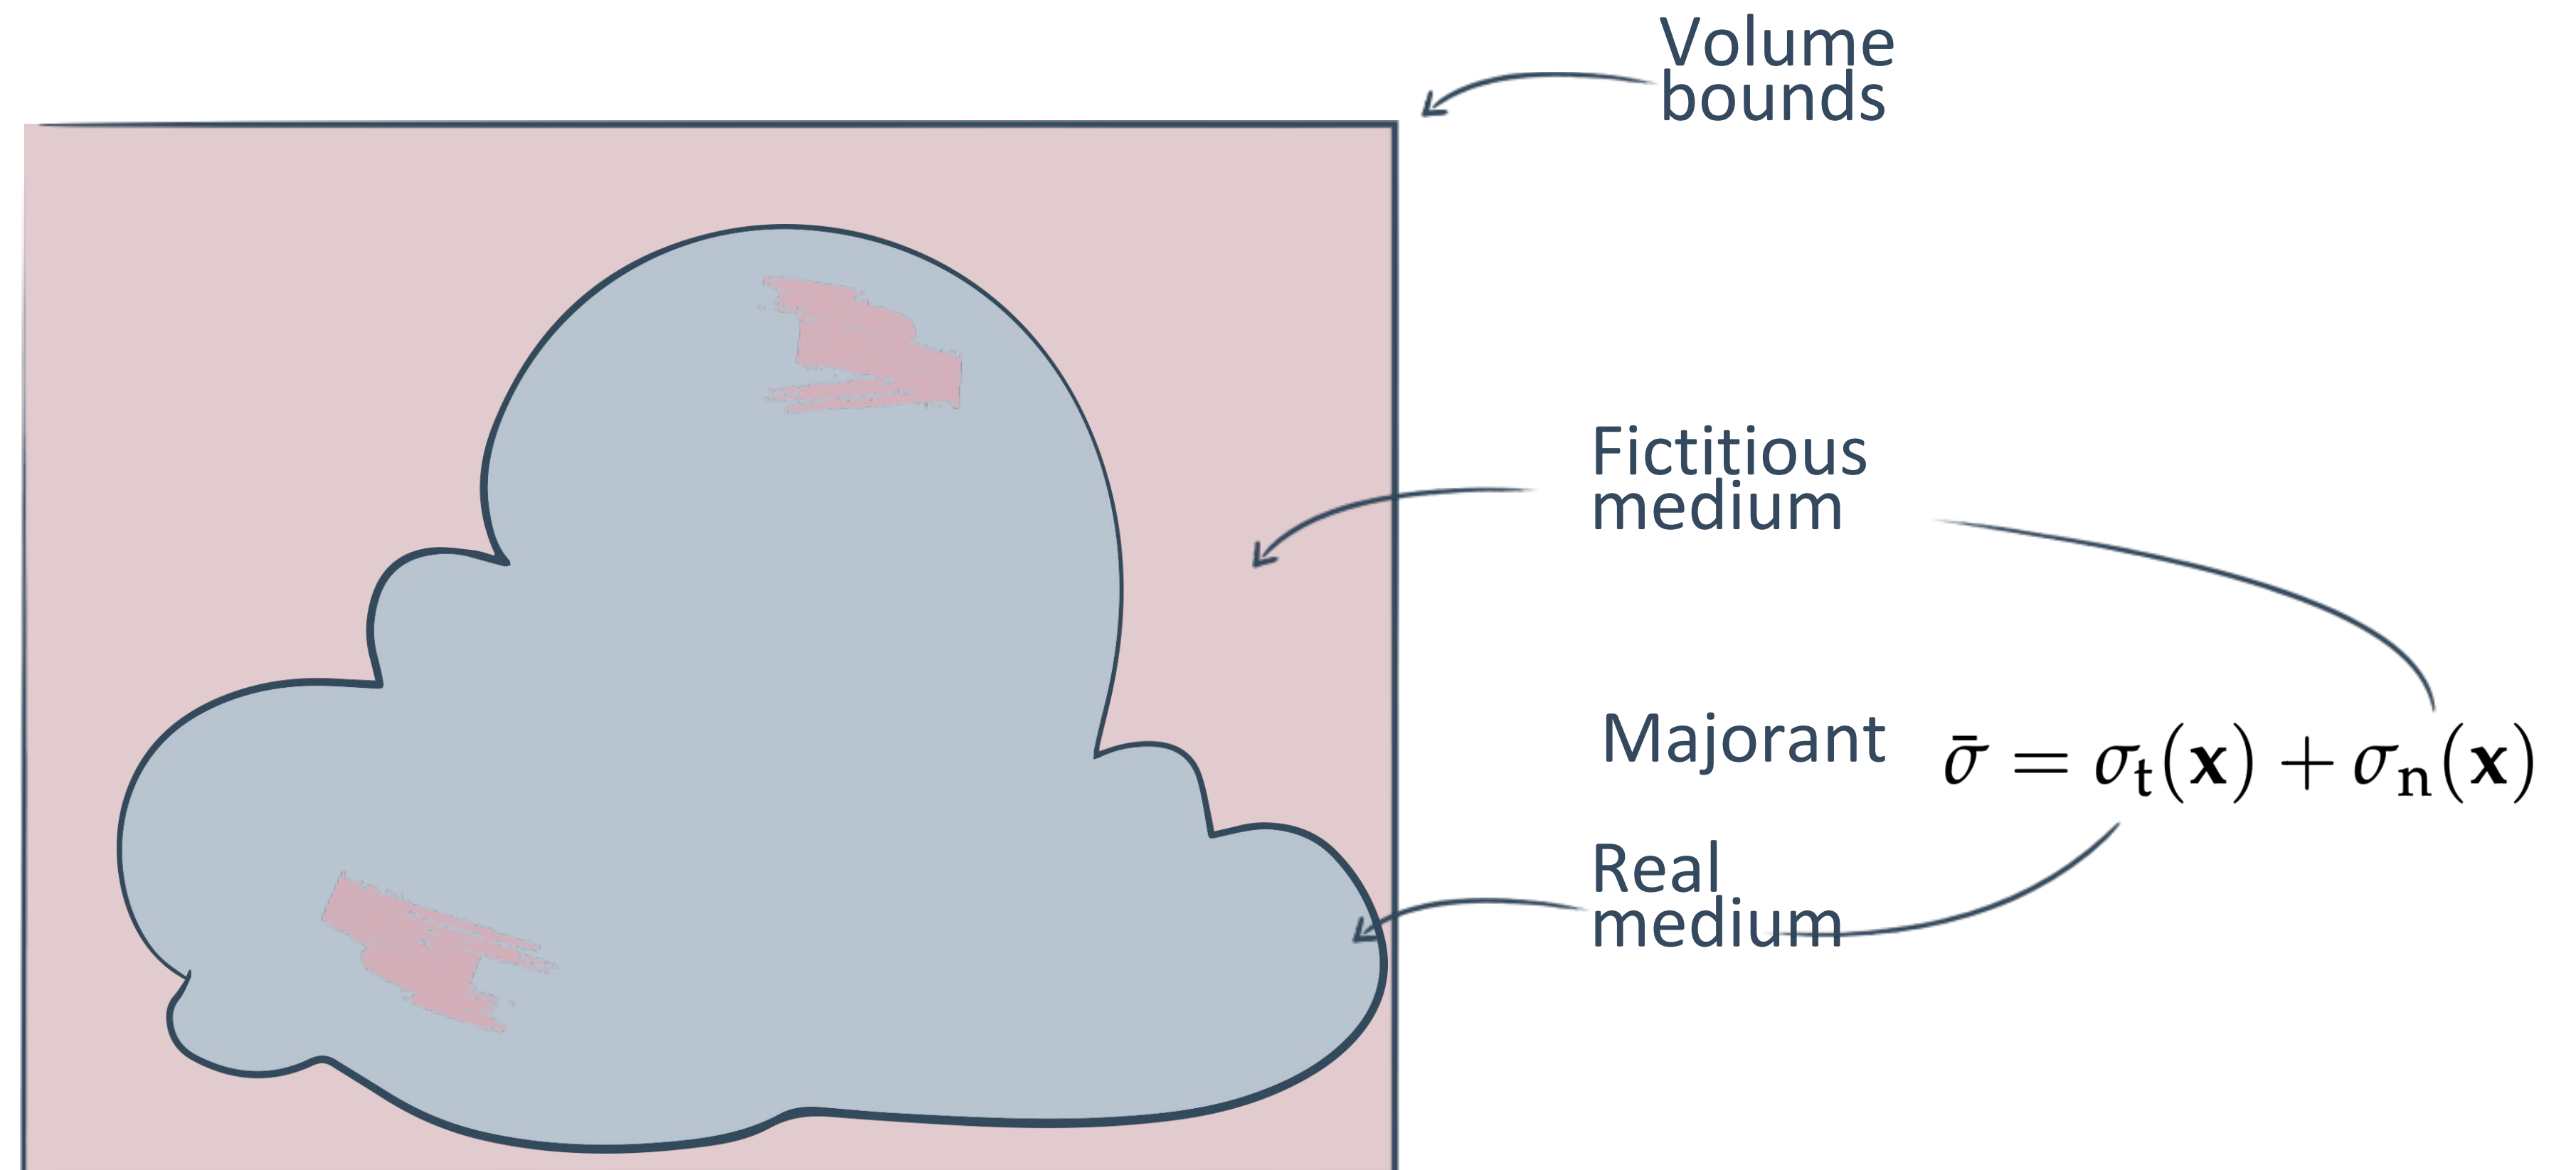 Volume
bounds
Fictitious
medium
Majorant σ̄ = σₜ(𝐱) + σₙ(𝐱)
Real
medium